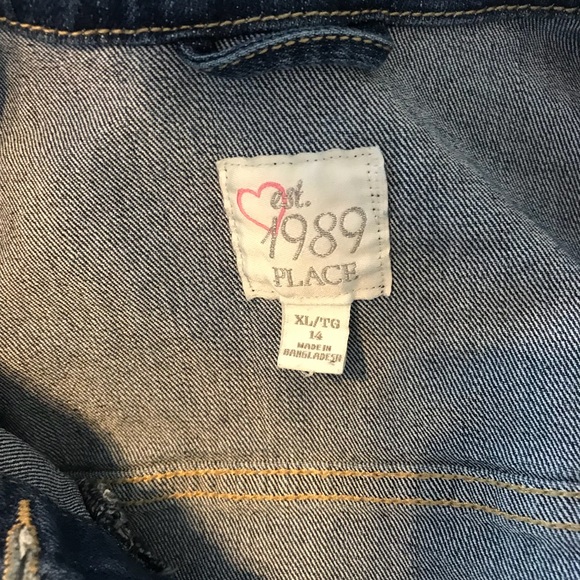 est.
1989
PLACE
XL/TG
14
MADE IN
BANGLADESH